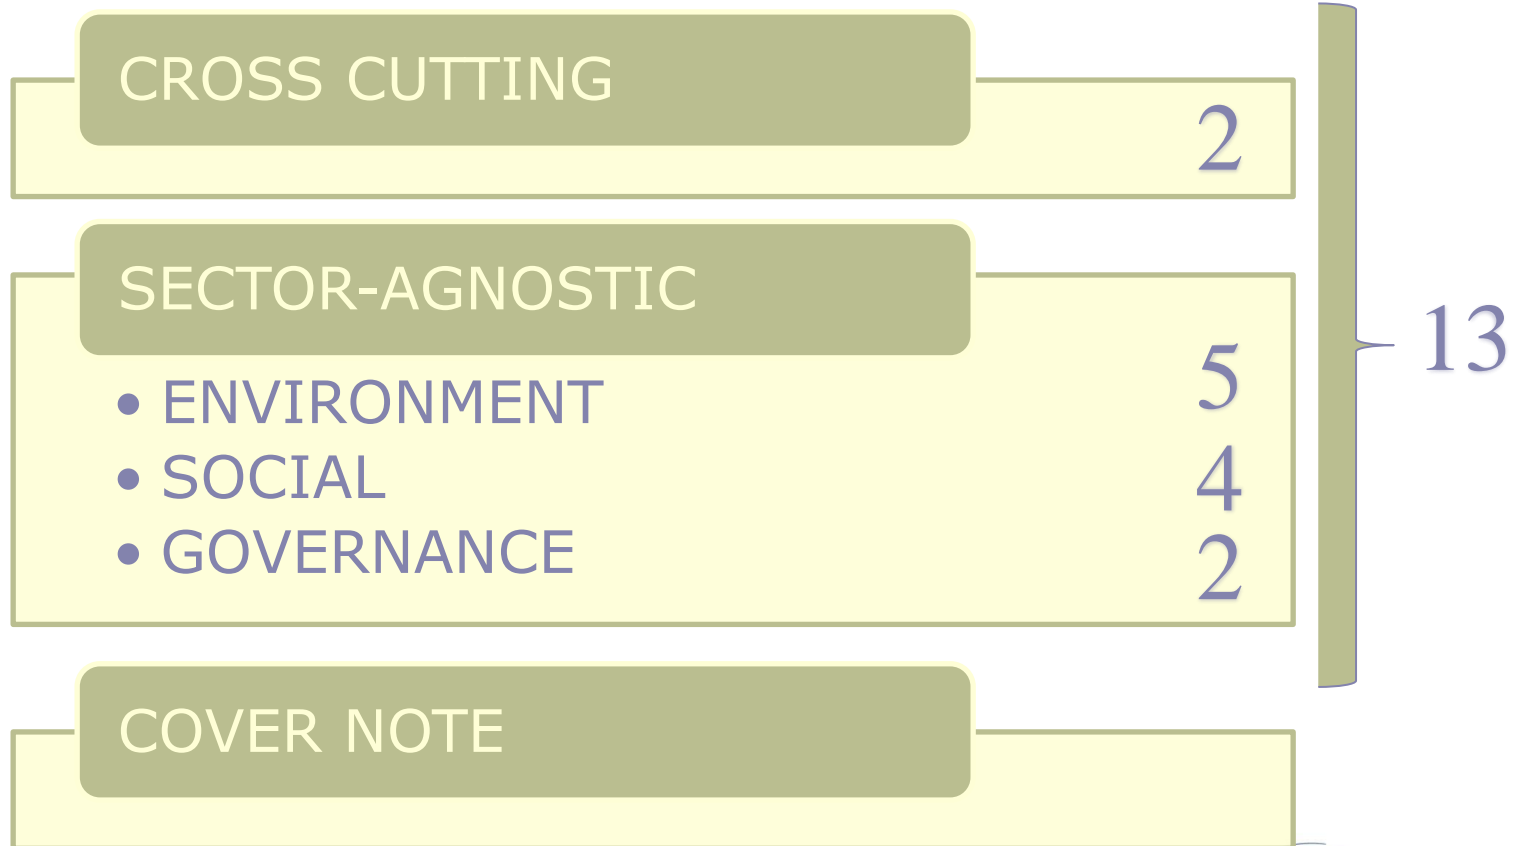 CROSS CUTTING
2
SECTOR-AGNOSTIC
• ENVIRONMENT 5
• SOCIAL 4
• GOVERNANCE 2
13
COVER NOTE